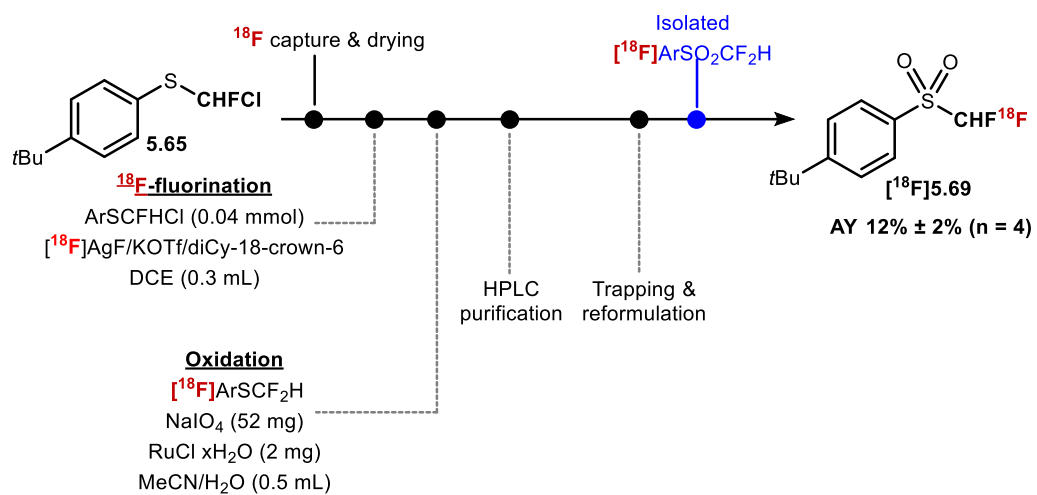 ¹⁸F capture & drying
Isolated
[¹⁸F]ArSO₂CF₂H
S
CHFCl
5.65
tBu
¹⁸F-fluorination
ArSCFHCl (0.04 mmol)
[¹⁸F]AgF/KOTf/diCy-18-crown-6
DCE (0.3 mL)
HPLC
purification
Trapping &
reformulation
Oxidation
[¹⁸F]ArSCF₂H
NaIO₄ (52 mg)
RuCl xH₂O (2 mg)
MeCN/H₂O (0.5 mL)
O O
S
CHF¹⁸F
tBu
[¹⁸F]5.69
AY 12% ± 2% (n = 4)